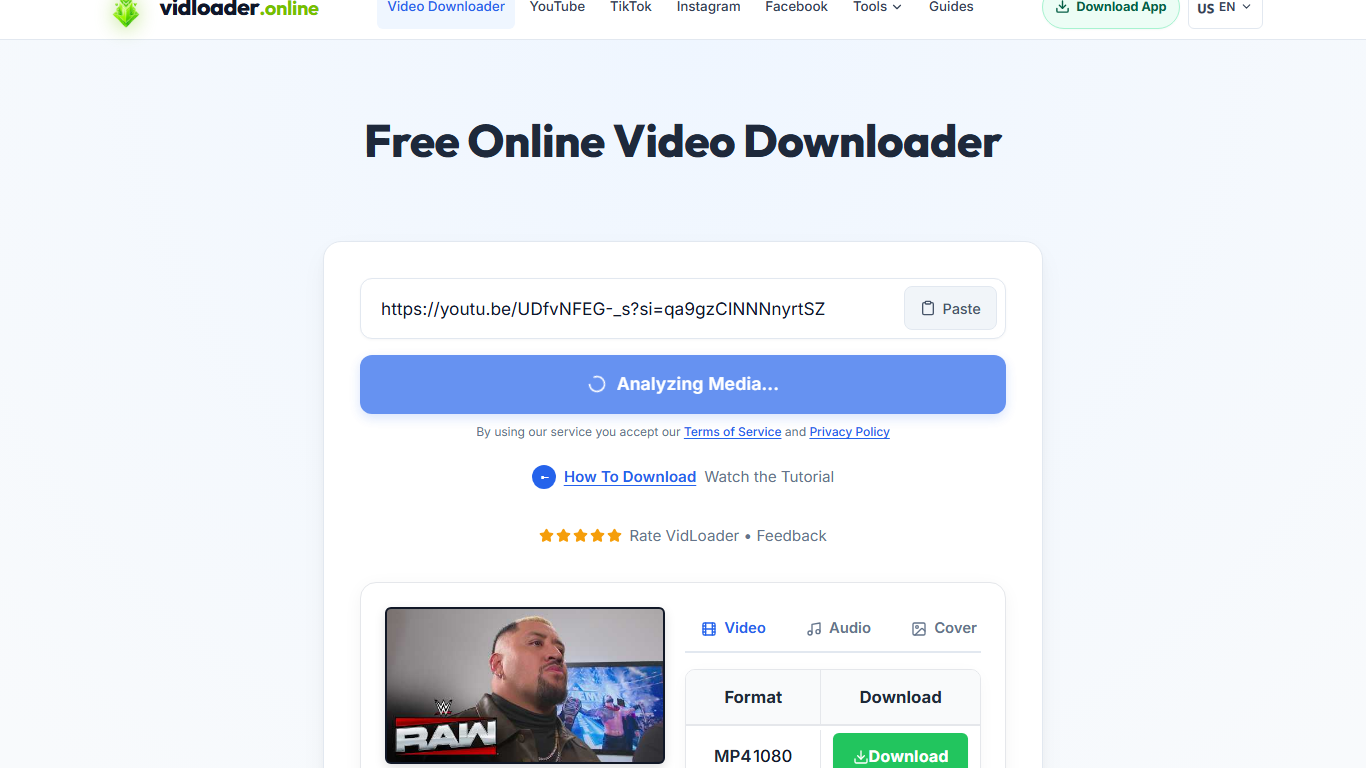 vidloader.online
Video Downloader YouTube TikTok Instagram Facebook Tools Guides Download App US EN
Free Online Video Downloader
https://youtu.be/UDfvNFEG-_s?si=qa9gzCINNNnyrtSZ Paste
Analyzing Media...
By using our service you accept our Terms of Service and Privacy Policy
How To Download Watch the Tutorial
Rate VidLoader • Feedback
Video Audio Cover
Format Download
MP4 1080 Download
W
RAW